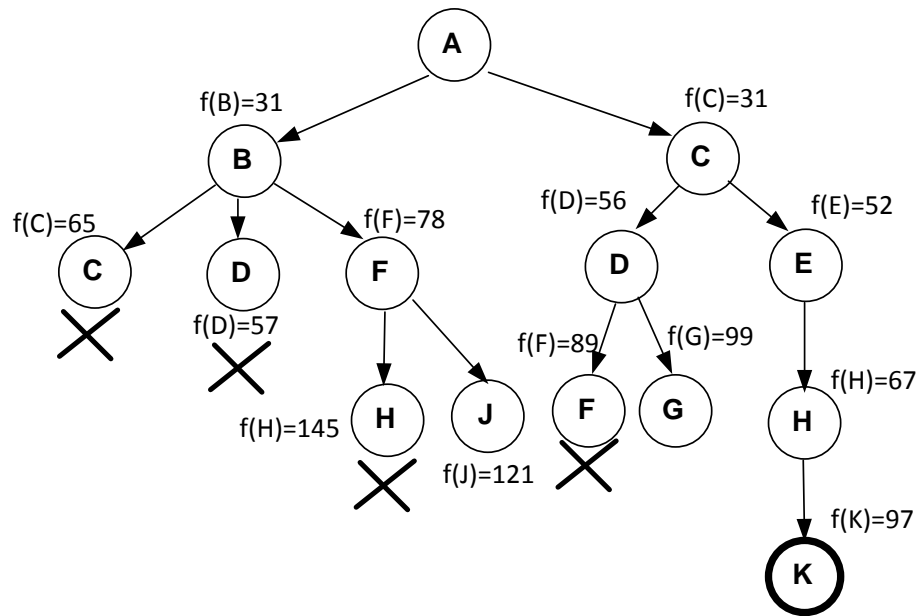 A
f(B)=31
f(C)=31
B
C
f(C)=65
f(F)=78
f(D)=56
f(E)=52
C
D
F
D
E
f(D)=57
f(F)=89
f(G)=99
f(H)=67
f(H)=145
H
J
F
G
H
f(J)=121
f(K)=97
K